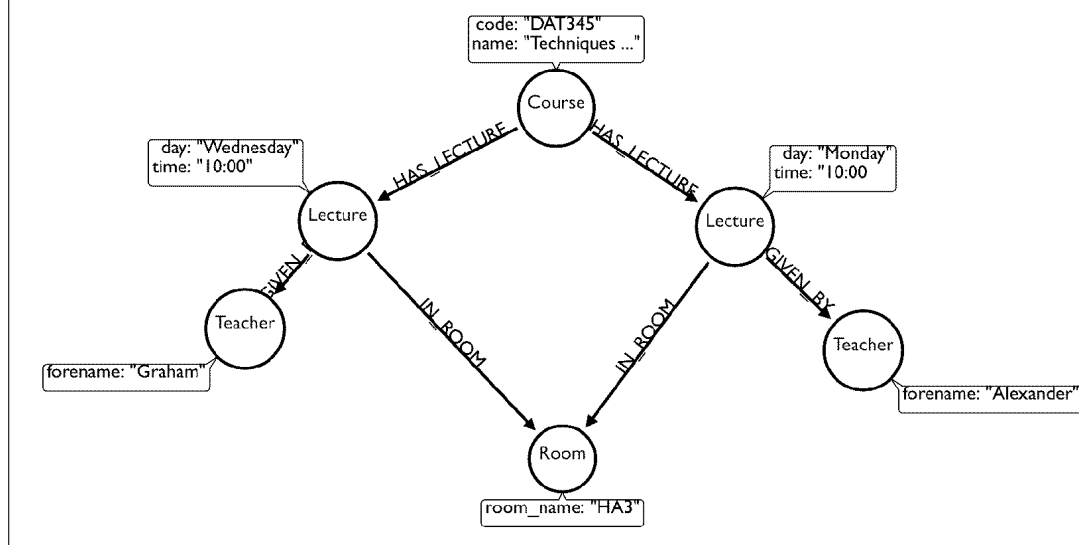 code: "DAT345"
name: "Techniques ..."
Course
HAS_LECTURE
HAS_LECTURE
day: "Wednesday"
time: "10:00"
day: "Monday"
time: "10:00
Lecture
Lecture
GIVEN_
GIVEN_BY
IN_ROOM
IN_ROOM
Teacher
Teacher
forename: "Graham"
forename: "Alexander"
Room
room_name: "HA3"